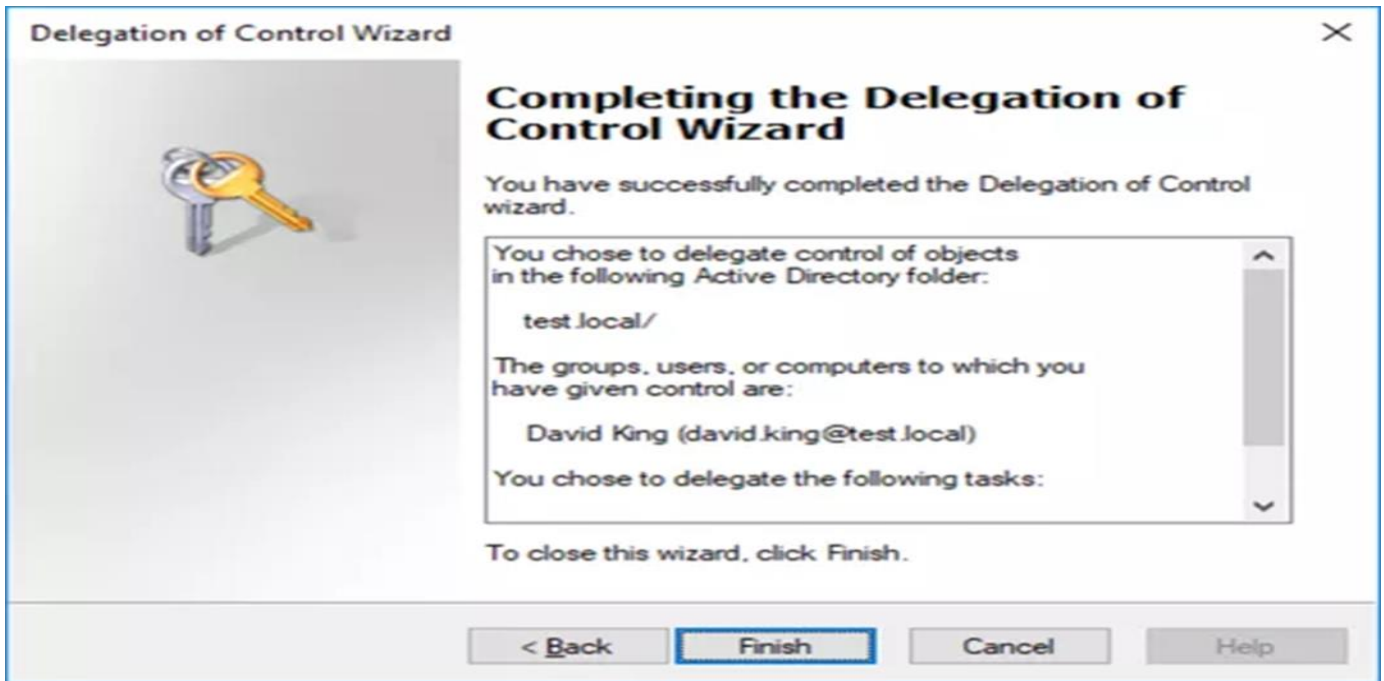 Delegation of Control Wizard
Completing the Delegation of
Control Wizard
You have successfully completed the Delegation of Control
wizard.
You chose to delegate control of objects
in the following Active Directory folder:
test.local/
The groups, users, or computers to which you
have given control are:
David King (david.king@test.local)
You chose to delegate the following tasks:
To close this wizard, click Finish.
< Back Finish Cancel Help